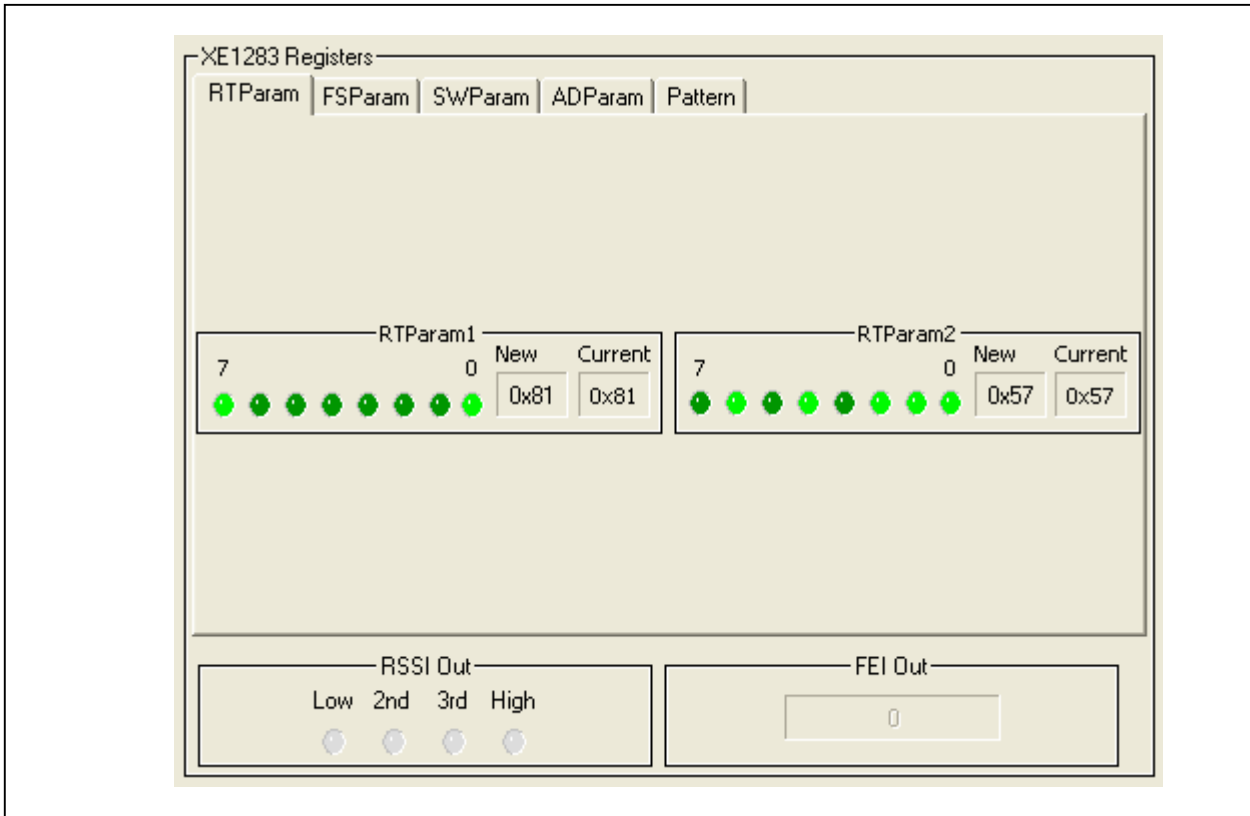 XE1283 Registers
RTParam FSParam SWParam ADParam Pattern
RTParam1
7 0 New Current
0x81 0x81
RTParam2
7 0 New Current
0x57 0x57
RSSI Out
Low 2nd 3rd High
FEI Out
0